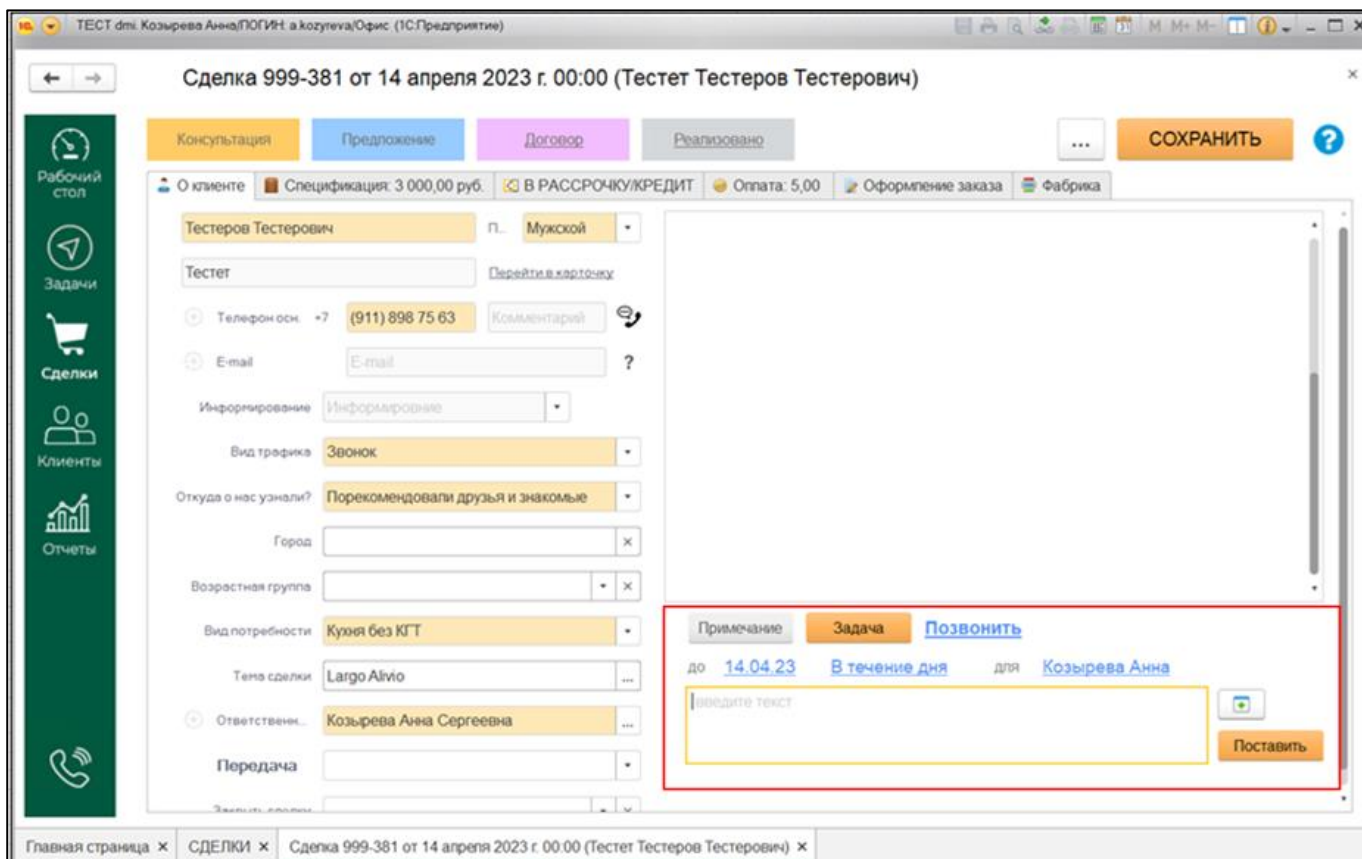 ТЕСТ dmi. Козырева Анна/ЛОГИН: a.kozyreva/Офис (1С:Предприятие)
M M+ M-
Сделка 999-381 от 14 апреля 2023 г. 00:00 (Тестет Тестеров Тестерович)
Консультация Предложение Договор Реализовано ... СОХРАНИТЬ ?
Рабочий стол
Задачи
Сделки
Клиенты
Отчеты
О клиенте Спецификация: 3 000,00 руб. В РАССРОЧКУ/КРЕДИТ Оплата: 5,00 Оформление заказа Фабрика
Тестеров Тестерович П... Мужской
Тестет Перейти в карточку
Телефон осн. +7 (911) 898 75 63 Комментарий
E-mail E-mail ?
Информирование Информировние
Вид трафика Звонок
Откуда о нас узнали? Порекомендовали друзья и знакомые
Город
Возрастная группа
Вид потребности Кухня без КГТ
Тема сделки Largo Alivio ...
Ответственн... Козырева Анна Сергеевна ...
Передача
Закрыть сделку
Примечание Задача Позвонить
до 14.04.23 В течение дня для Козырева Анна
введите текст
Поставить
Главная страница × СДЕЛКИ × Сделка 999-381 от 14 апреля 2023 г. 00:00 (Тестет Тестеров Тестерович) ×